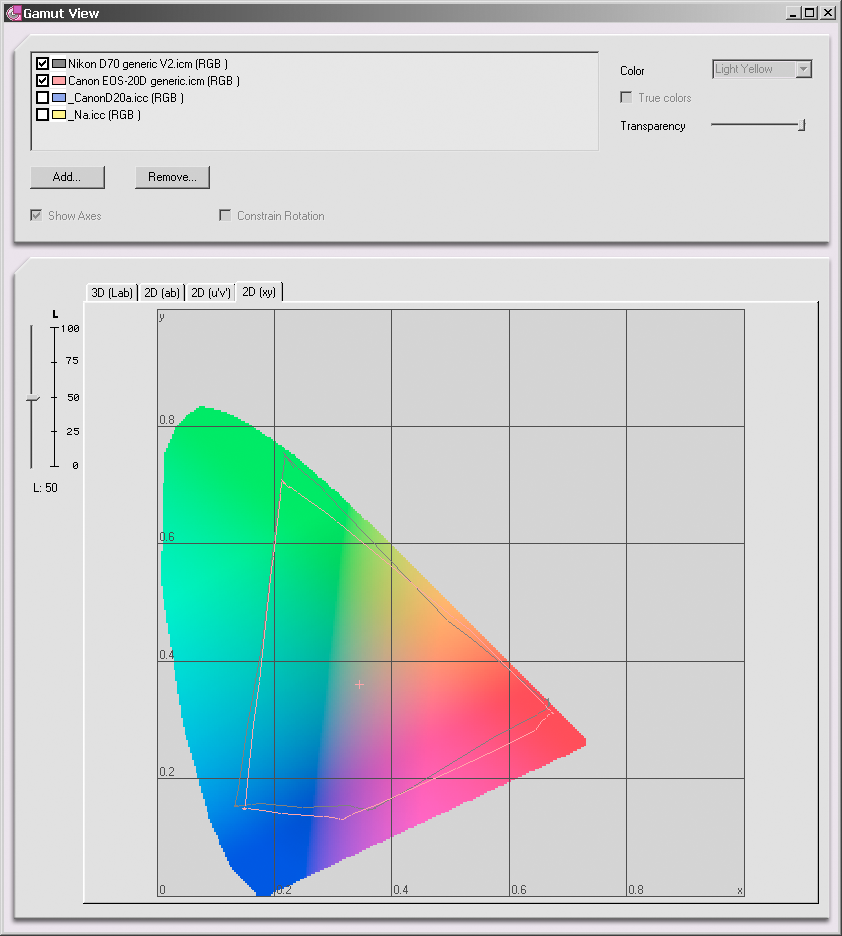 Gamut View
Nikon D70 generic V2.icm (RGB )
Canon EOS-20D generic.icm (RGB )
_CanonD20a.icc (RGB )
_Na.icc (RGB )
Color
Light Yellow
True colors
Transparency
Add...
Remove...
Show Axes
Constrain Rotation
3D (Lab)
2D (ab)
2D (u'v')
2D (xy)
L
100
75
50
25
0
L: 50
y
0.8
0.6
0.4
0.2
0
0.2
0.4
0.6
0.8
x